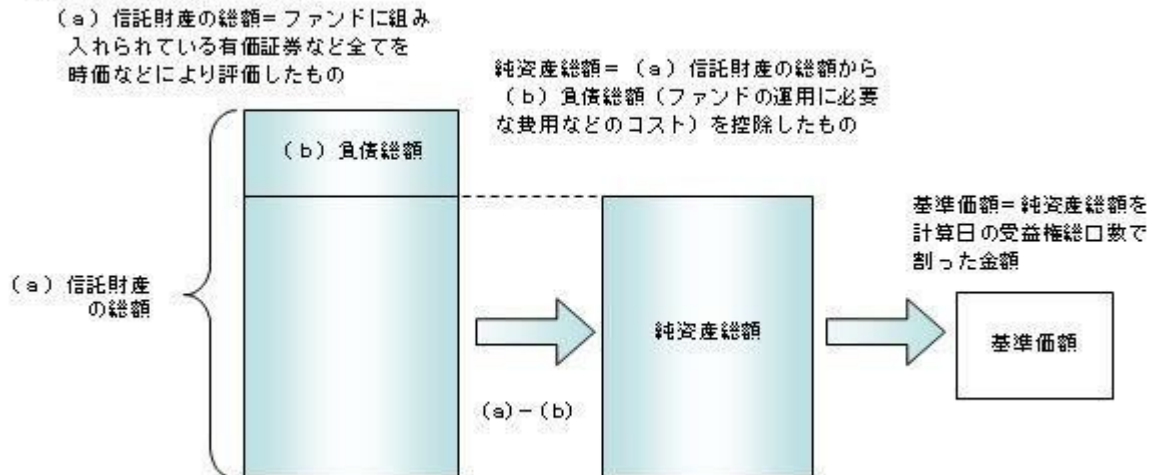 (a)信託財産の総額=ファンドに組み
入れられている有価証券など全てを
時価などにより評価したもの
純資産総額=(a)信託財産の総額から
(b)負債総額(ファンドの運用に必要
な費用などのコスト)を控除したもの
(b)負債総額
基準価額=純資産総額を
計算日の受益権総口数で
割った金額
(a)信託財産
の総額
純資産総額
基準価額
(a)-(b)